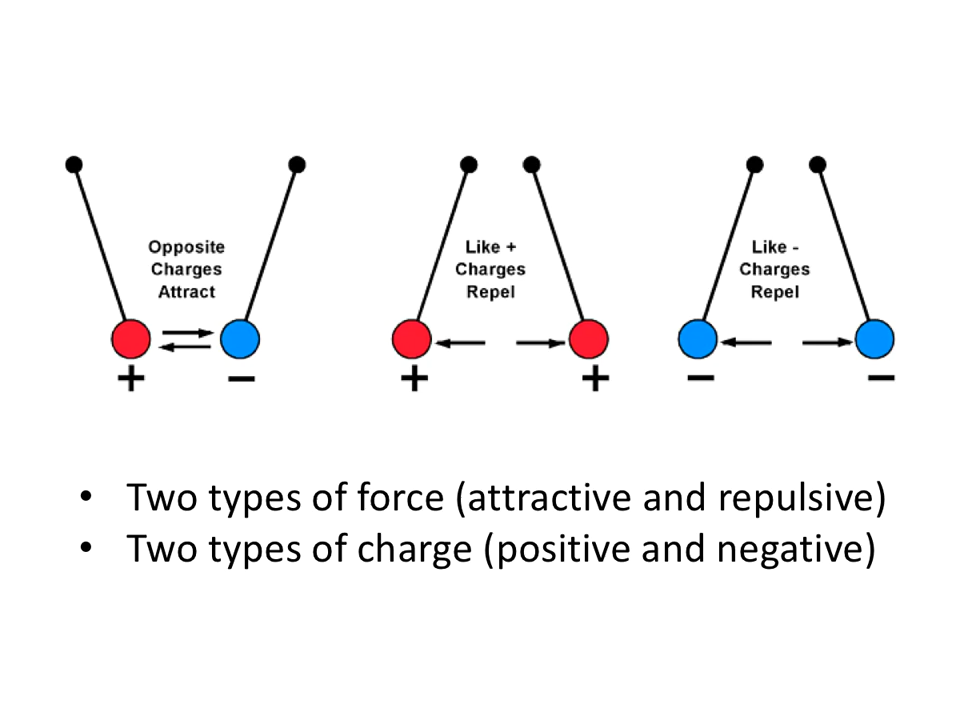 Opposite
Charges
Attract
Like +
Charges
Repel
Like -
Charges
Repel
+ −
+ +
− −
• Two types of force (attractive and repulsive)
• Two types of charge (positive and negative)